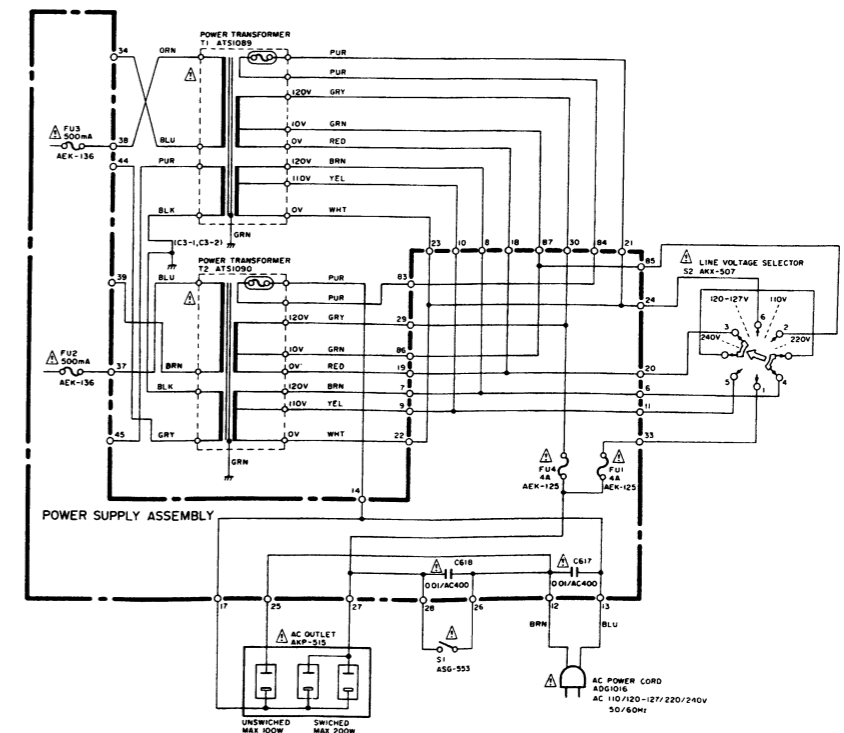 POWER TRANSFORMER
T1 ATS1089
34
ORN
PUR
PUR
120V GRY
FU3
500mA
AEK-136
38
BLU
10V GRN
0V RED
44
PUR
120V BRN
110V YEL
BLK
0V WHT
GRN
(C3-1,C3-2)
23
10
8
18
87
30
84
21
85
POWER TRANSFORMER
T2 ATS1090
LINE VOLTAGE SELECTOR
S2 AKX-507
39
BLU
PUR
83
PUR
24
120-127V
110V
6
120V GRY
29
3
2
240V
220V
FU2
500mA
AEK-136
37
10V GRN
86
BRN
0V RED
19
20
BLK
120V BRN
7
6
5
1
4
110V YEL
9
11
45
GRY
0V WHT
22
33
GRN
FU4
4A
AEK-125
FU1
4A
AEK-125
14
POWER SUPPLY ASSEMBLY
C618
0.01/AC400
C617
0.01/AC400
17
25
27
28
26
12
13
BRN
BLU
AC OUTLET
AKP-515
S1
ASG-553
AC POWER CORD
ADG1016
AC 110/120-127/220/240V
50/60Hz
UNSWICHED
MAX 100W
SWICHED
MAX 200W